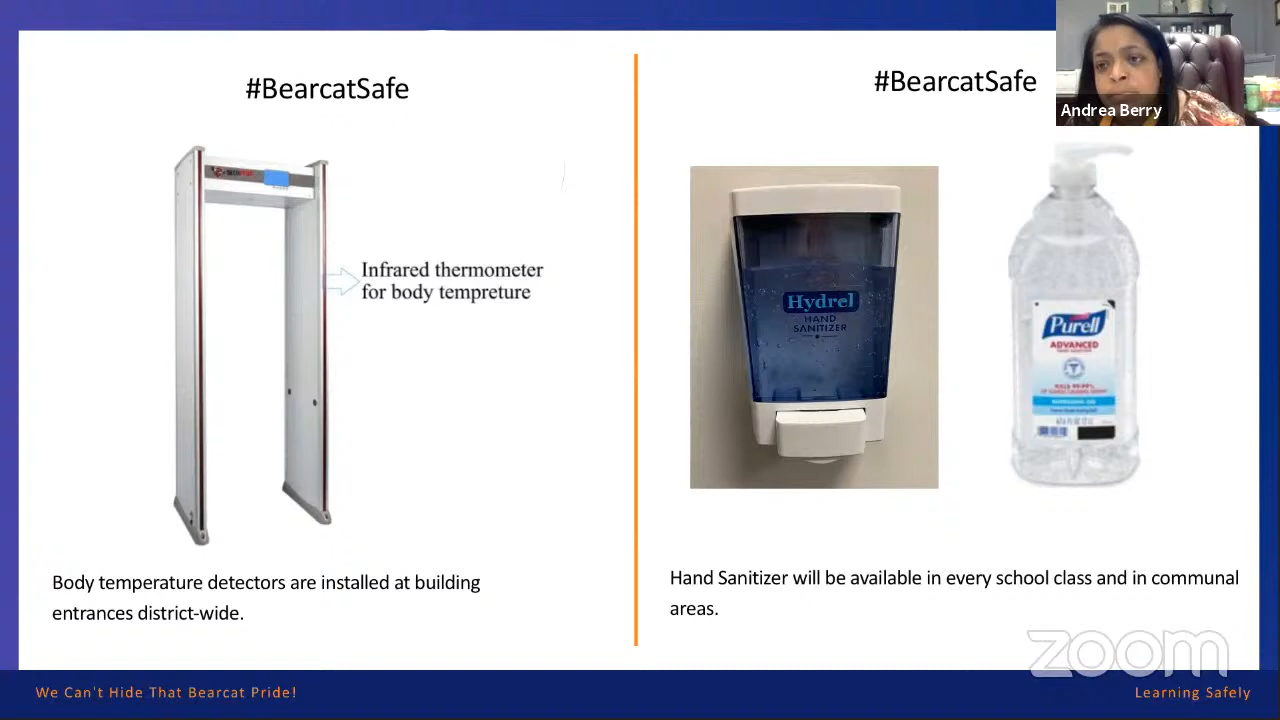 #BearcatSafe
Infrared thermometer
for body tempreture
Body temperature detectors are installed at building
entrances district-wide.
#BearcatSafe
Andrea Berry
Hydrel
HAND
SANITIZER
Purell
ADVANCED
Hand Sanitizer will be available in every school class and in communal
areas.
zoom
We Can't Hide That Bearcat Pride!
Learning Safely